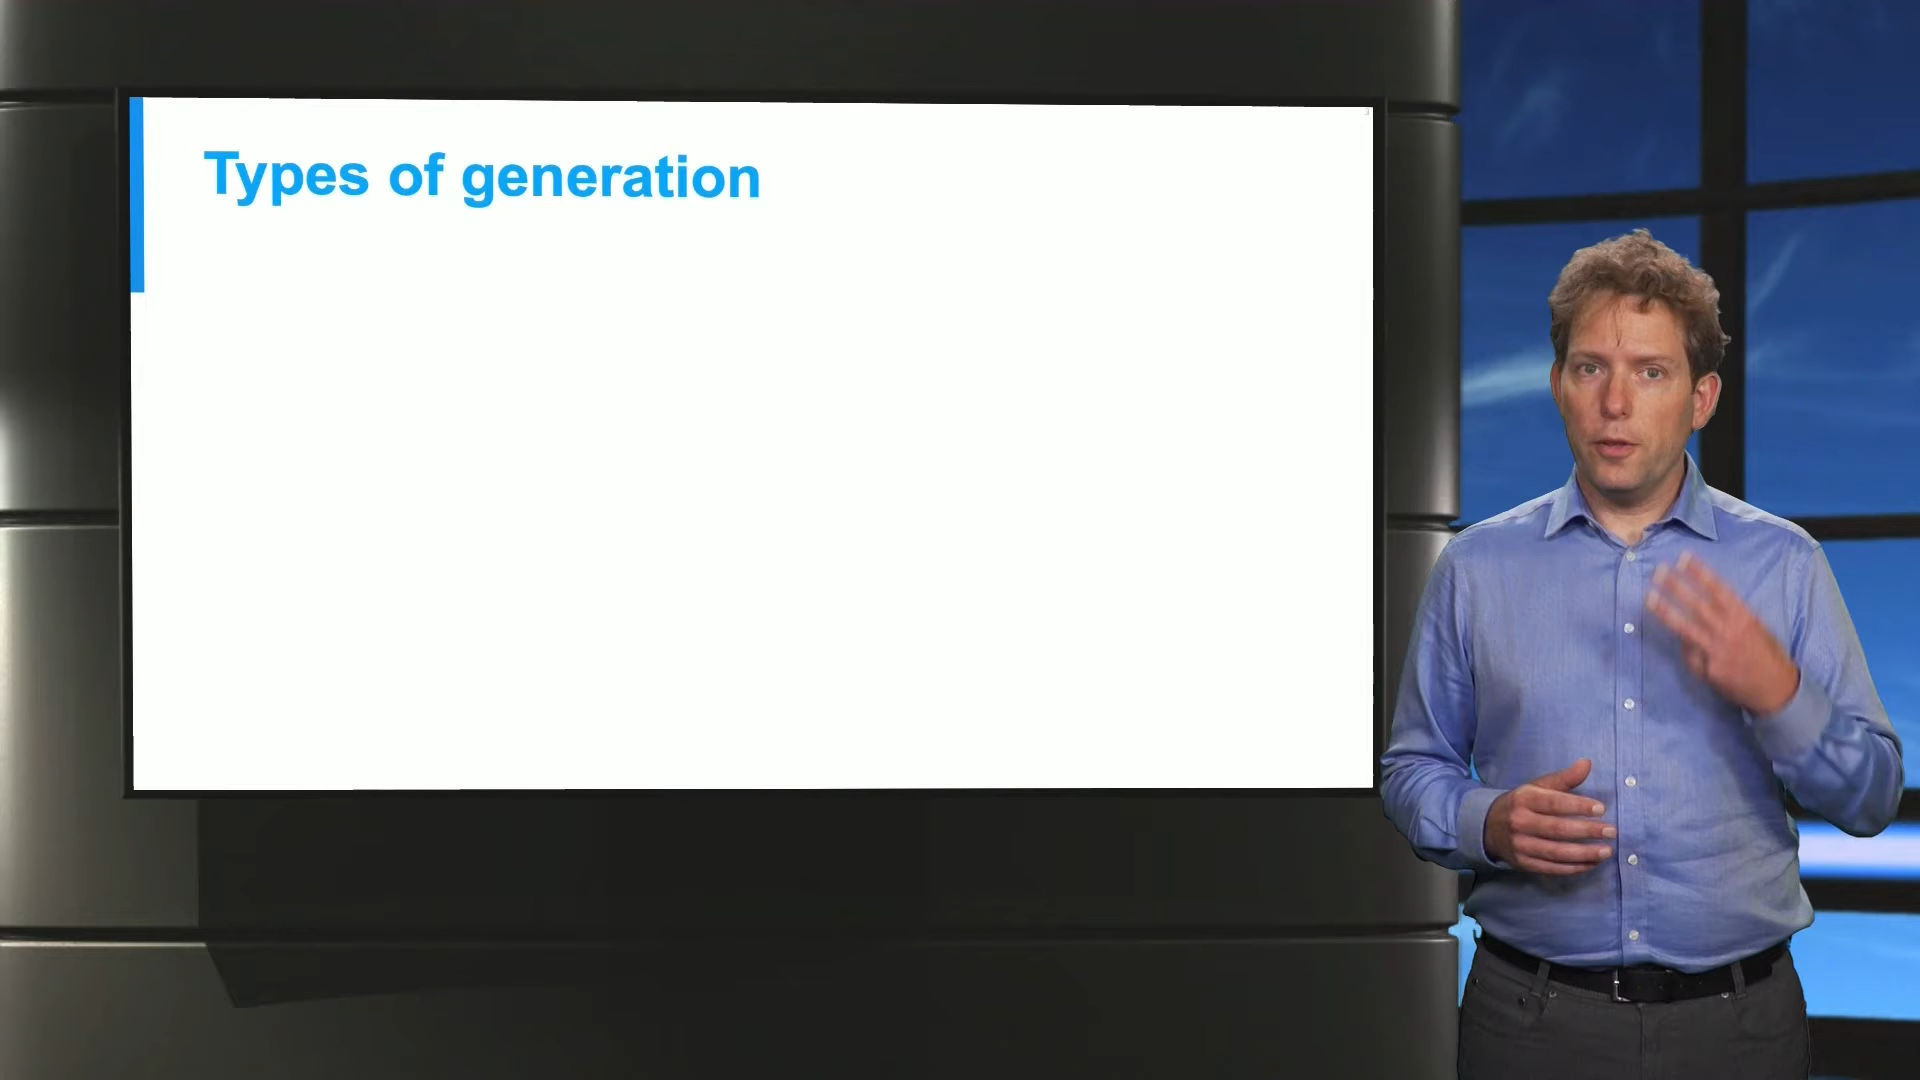 Types of generation